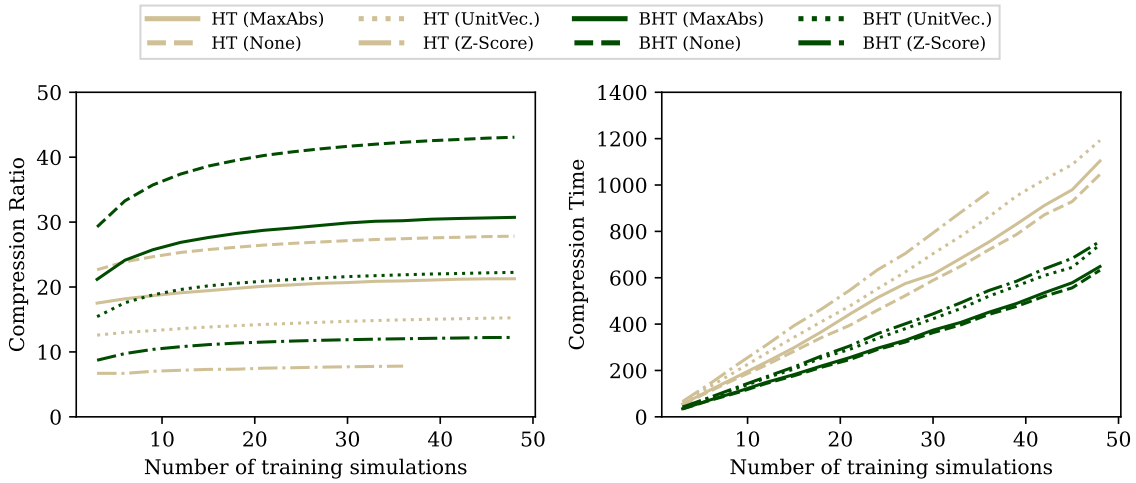 HT (MaxAbs) HT (UnitVec.) BHT (MaxAbs) BHT (UnitVec.)
HT (None) HT (Z-Score) BHT (None) BHT (Z-Score)
Compression Ratio
50
40
30
20
10
0
10 20 30 40 50
Number of training simulations
Compression Time
1400
1200
1000
800
600
400
200
0
10 20 30 40 50
Number of training simulations